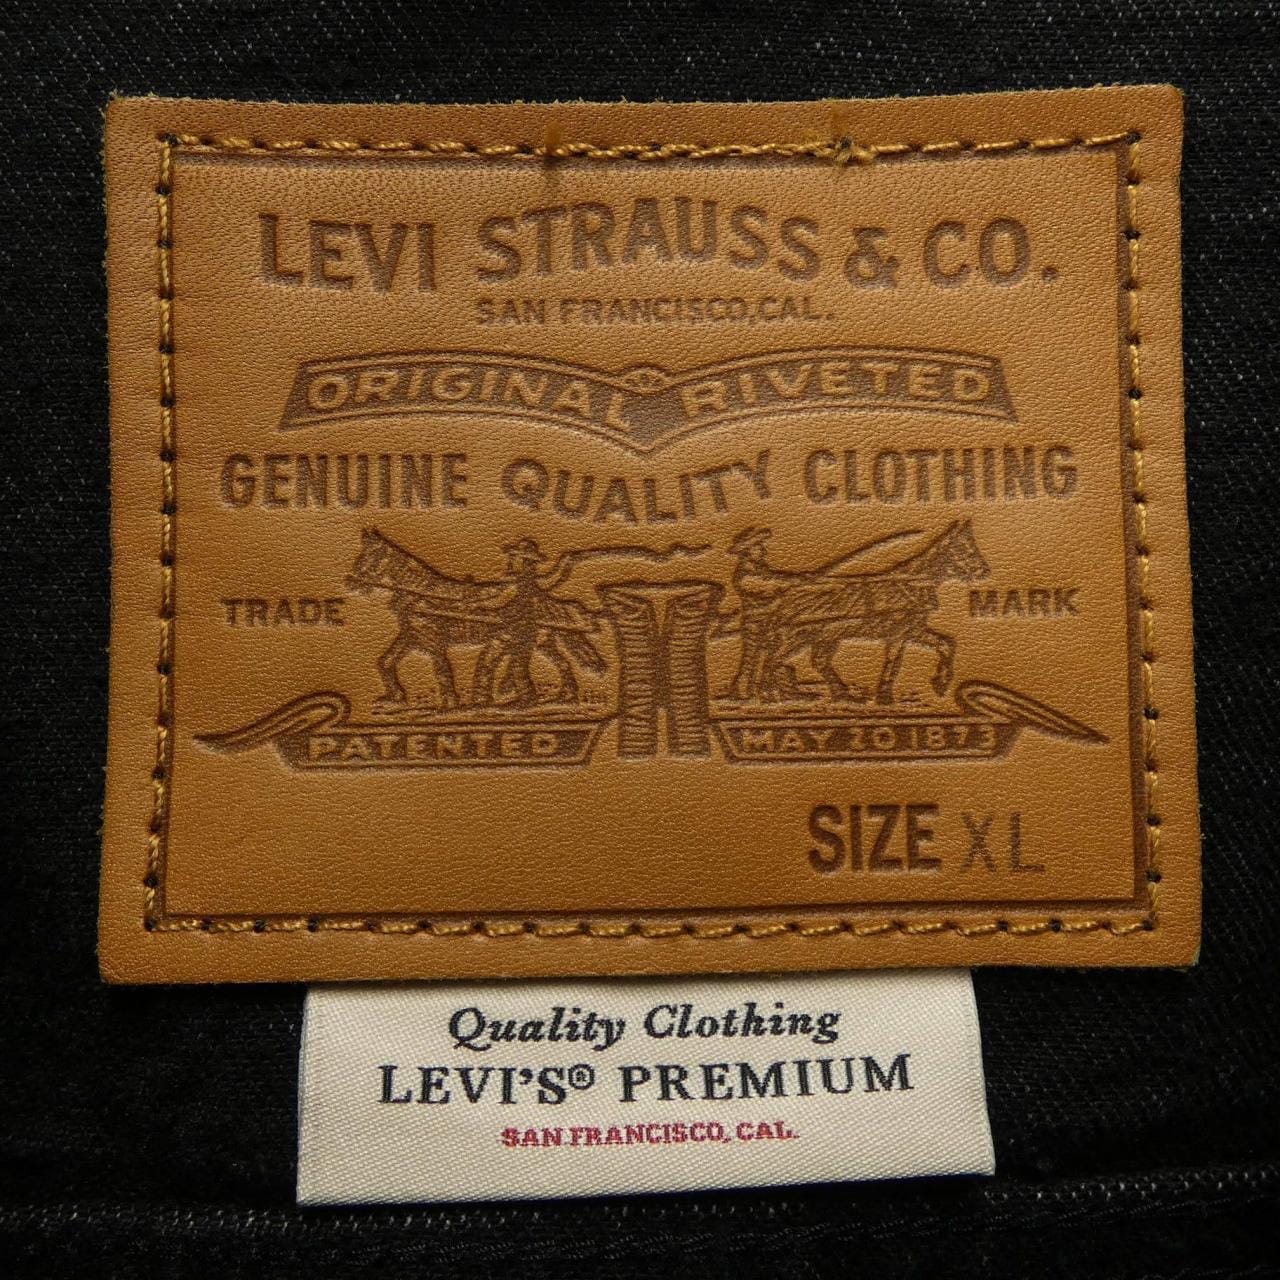 LEVI STRAUSS & CO.
SAN FRANCISCO, CAL.
ORIGINAL RIVETED
GENUINE QUALITY CLOTHING
TRADE MARK
PATENTED MAY 20 1873
SIZE XL
Quality Clothing
LEVI'S® PREMIUM
SAN FRANCISCO, CAL.